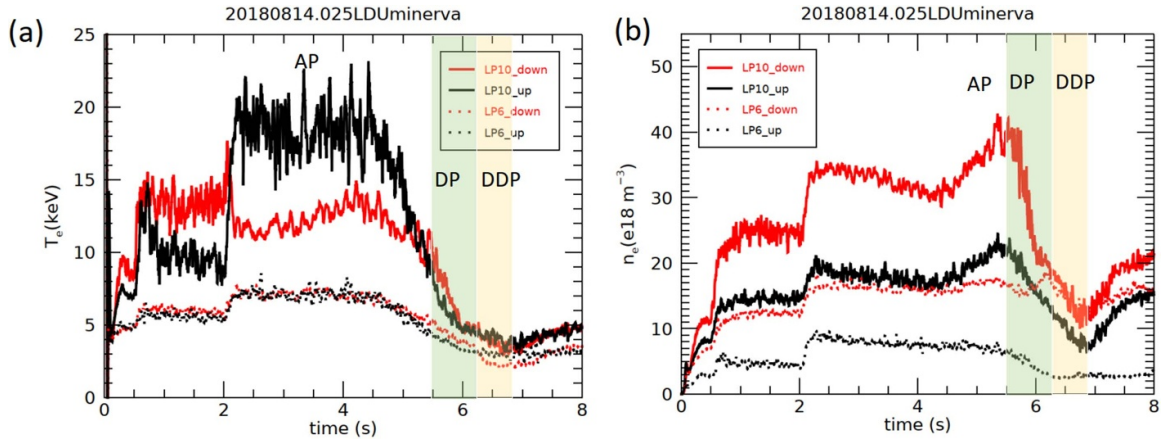 20180814.025LDUminerva
(a)
25
20
15
10
5
0
Te(keV)
AP
LP10_down
LP10_up
LP6_down
LP6_up
DP
DDP
0 2 4 6 8
time (s)
20180814.025LDUminerva
(b)
50
40
30
20
10
0
ne(e18 m⁻³)
LP10_down
LP10_up
LP6_down
LP6_up
AP DP DDP
0 2 4 6 8
time (s)